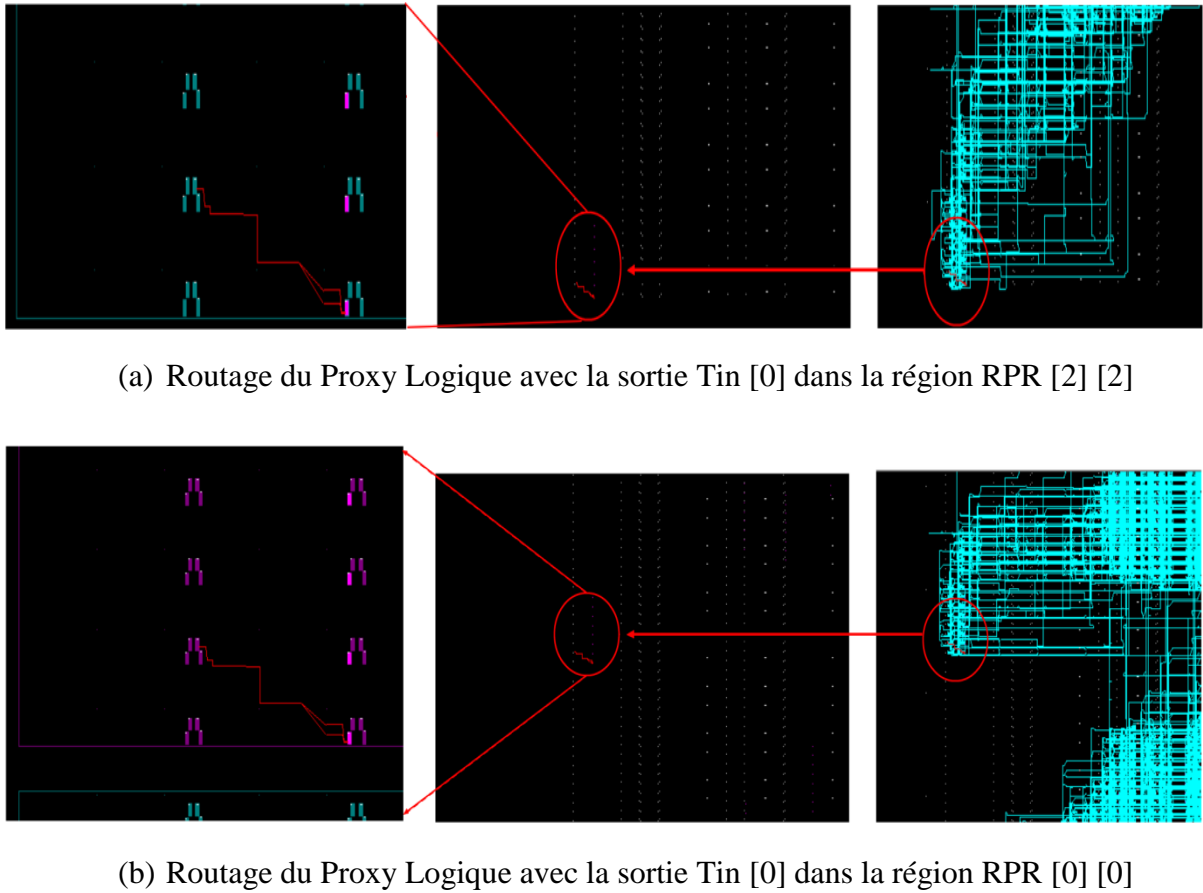 (a) Routage du Proxy Logique avec la sortie Tin [0] dans la région RPR [2] [2]
(b) Routage du Proxy Logique avec la sortie Tin [0] dans la région RPR [0] [0]